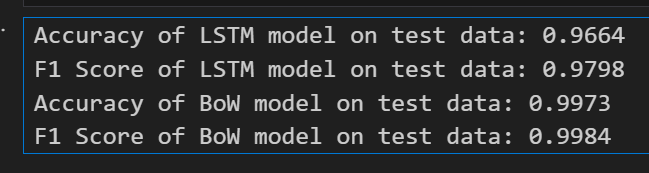 Accuracy of LSTM model on test data: 0.9664
F1 Score of LSTM model on test data: 0.9798
Accuracy of BoW model on test data: 0.9973
F1 Score of BoW model on test data: 0.9984